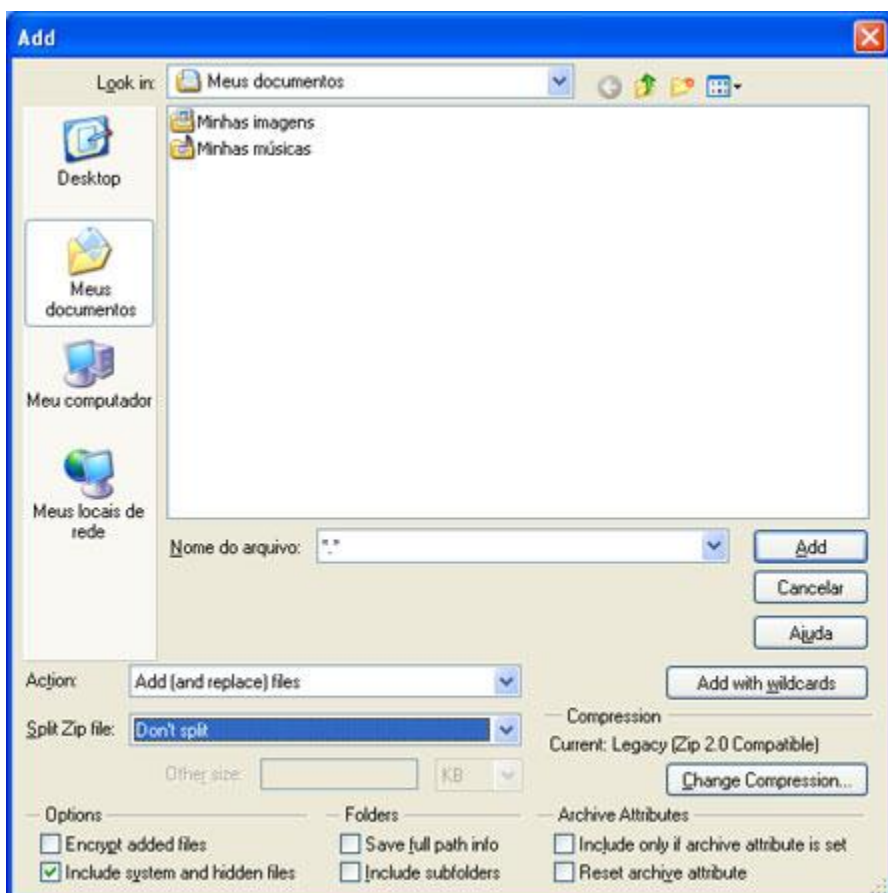 Add
Look in: Meus documentos
Desktop
Meus
documentos
Meu computador
Meus locais de
rede
Minhas imagens
Minhas músicas
Nome do arquivo: "."
Add
Cancelar
Ajuda
Action: Add (and replace) files
Add with wildcards
Split Zip file: Don't split
Other size: KB
Compression
Current: Legacy (Zip 2.0 Compatible)
Change Compression...
Options
Encrypt added files
Include system and hidden files
Folders
Save full path info
Include subfolders
Archive Attributes
Include only if archive attribute is set
Reset archive attribute